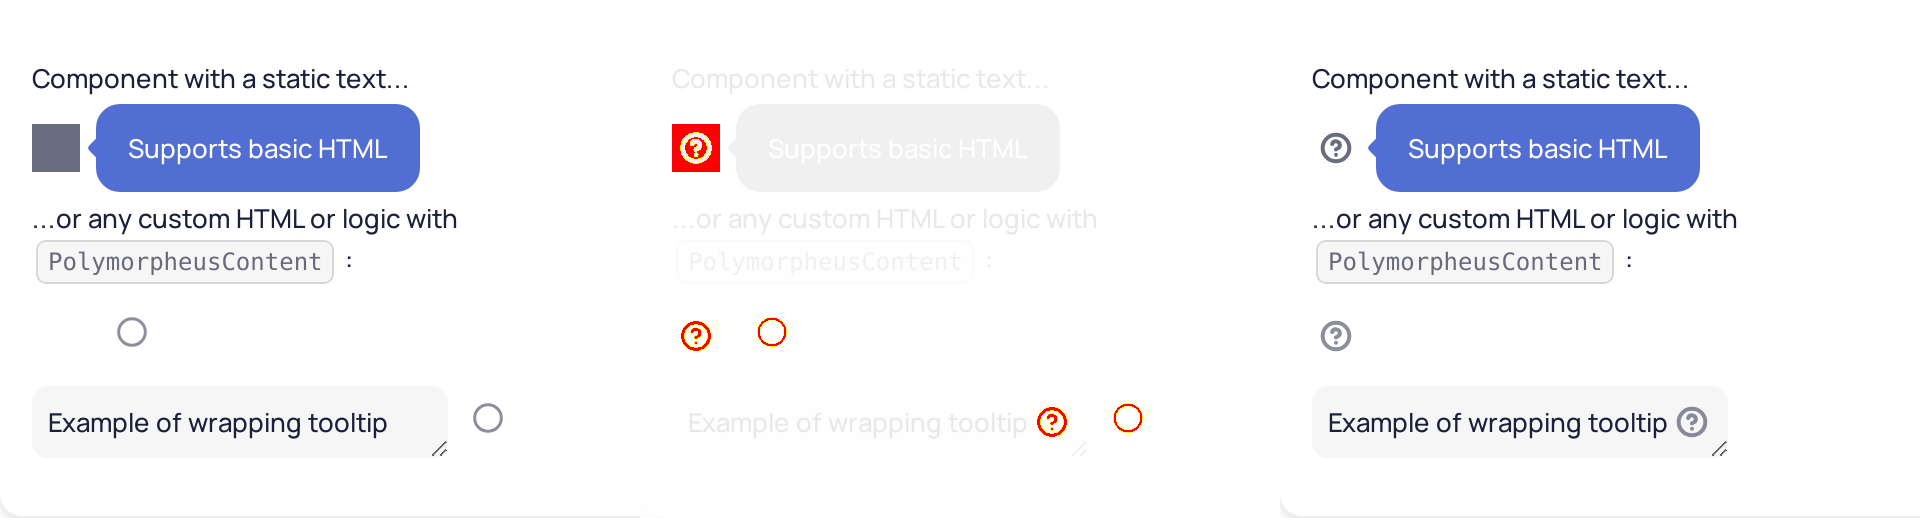 Component with a static text...
Supports basic HTML
...or any custom HTML or logic with
PolymorpheusContent :
Example of wrapping tooltip
Component with a static text...
?
Supports basic HTML
...or any custom HTML or logic with
PolymorpheusContent :
?
Example of wrapping tooltip ?
Component with a static text...
?
Supports basic HTML
...or any custom HTML or logic with
PolymorpheusContent :
?
Example of wrapping tooltip ?